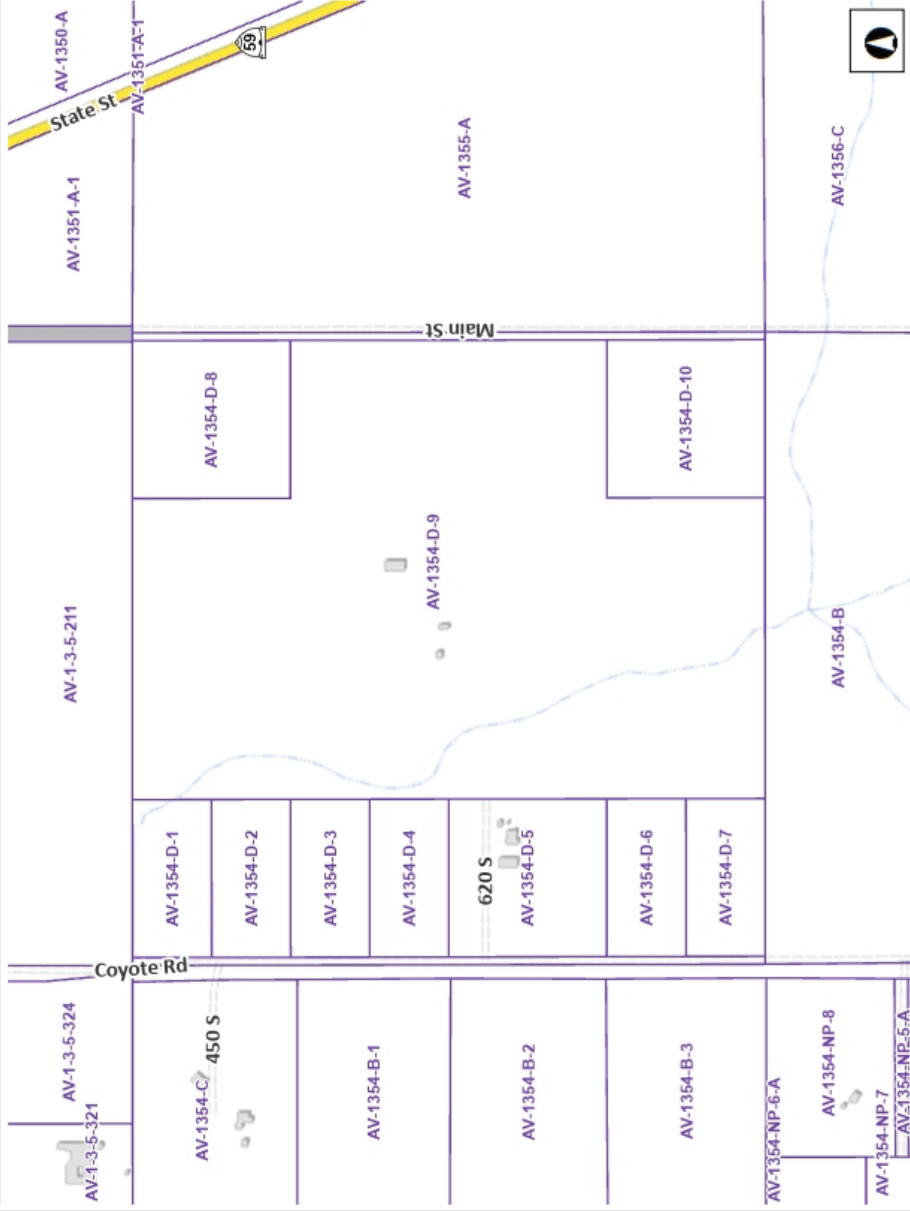 AV-1350-A
AV-1351-A-1
State St
59
AV-1351-A-1
AV-1355-A
AV-1356-C
Main St
AV-1354-D-8
AV-1354-D-10
AV-1-3-5-211
AV-1354-D-9
AV-1354-B
AV-1354-D-1
AV-1354-D-2
AV-1354-D-3
AV-1354-D-4
620 S
AV-1354-D-5
AV-1354-D-6
AV-1354-D-7
Coyote Rd
AV-1-3-5-324
450 S
AV-1354-C
AV-1354-B-1
AV-1354-B-2
AV-1354-B-3
AV-1354-NP-8
AV-1354-NP-5-A
AV-1-3-5-321
AV-1354-NP-6-A
AV-1354-NP-7